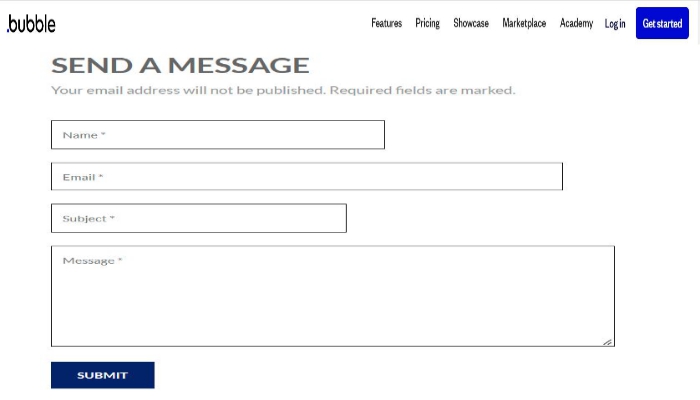 .bubble
Features Pricing Showcase Marketplace Academy Log in Get started
SEND A MESSAGE
Your email address will not be published. Required fields are marked.
Name *
Email *
Subject *
Message *
SUBMIT